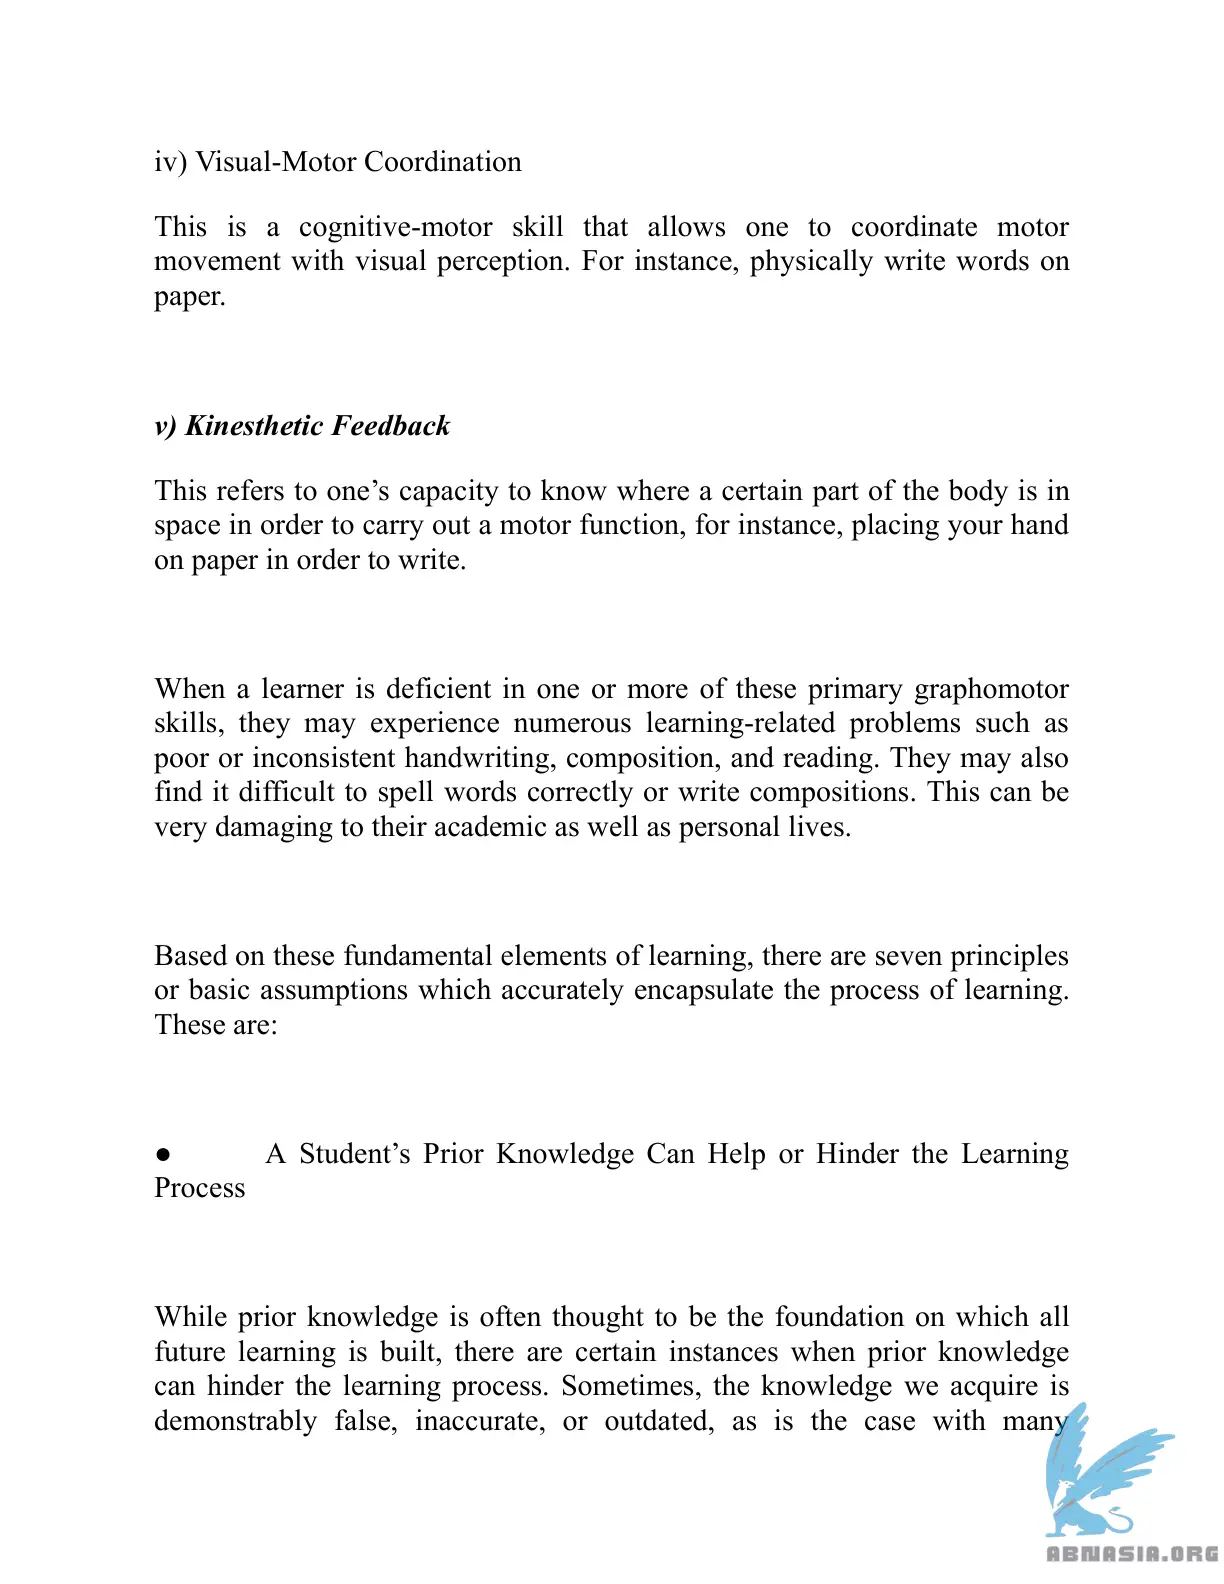 iv) Visual-Motor Coordination
This is a cognitive-motor skill that allows one to coordinate motor
movement with visual perception. For instance, physically write words on
paper.
v) Kinesthetic Feedback
This refers to one’s capacity to know where a certain part of the body is in
space in order to carry out a motor function, for instance, placing your hand
on paper in order to write.
When a learner is deficient in one or more of these primary graphomotor
skills, they may experience numerous learning-related problems such as
poor or inconsistent handwriting, composition, and reading. They may also
find it difficult to spell words correctly or write compositions. This can be
very damaging to their academic as well as personal lives.
Based on these fundamental elements of learning, there are seven principles
or basic assumptions which accurately encapsulate the process of learning.
These are:
● A Student’s Prior Knowledge Can Help or Hinder the Learning
Process
While prior knowledge is often thought to be the foundation on which all
future learning is built, there are certain instances when prior knowledge
can hinder the learning process. Sometimes, the knowledge we acquire is
demonstrably false, inaccurate, or outdated, as is the case with many
ABNASIA.ORG